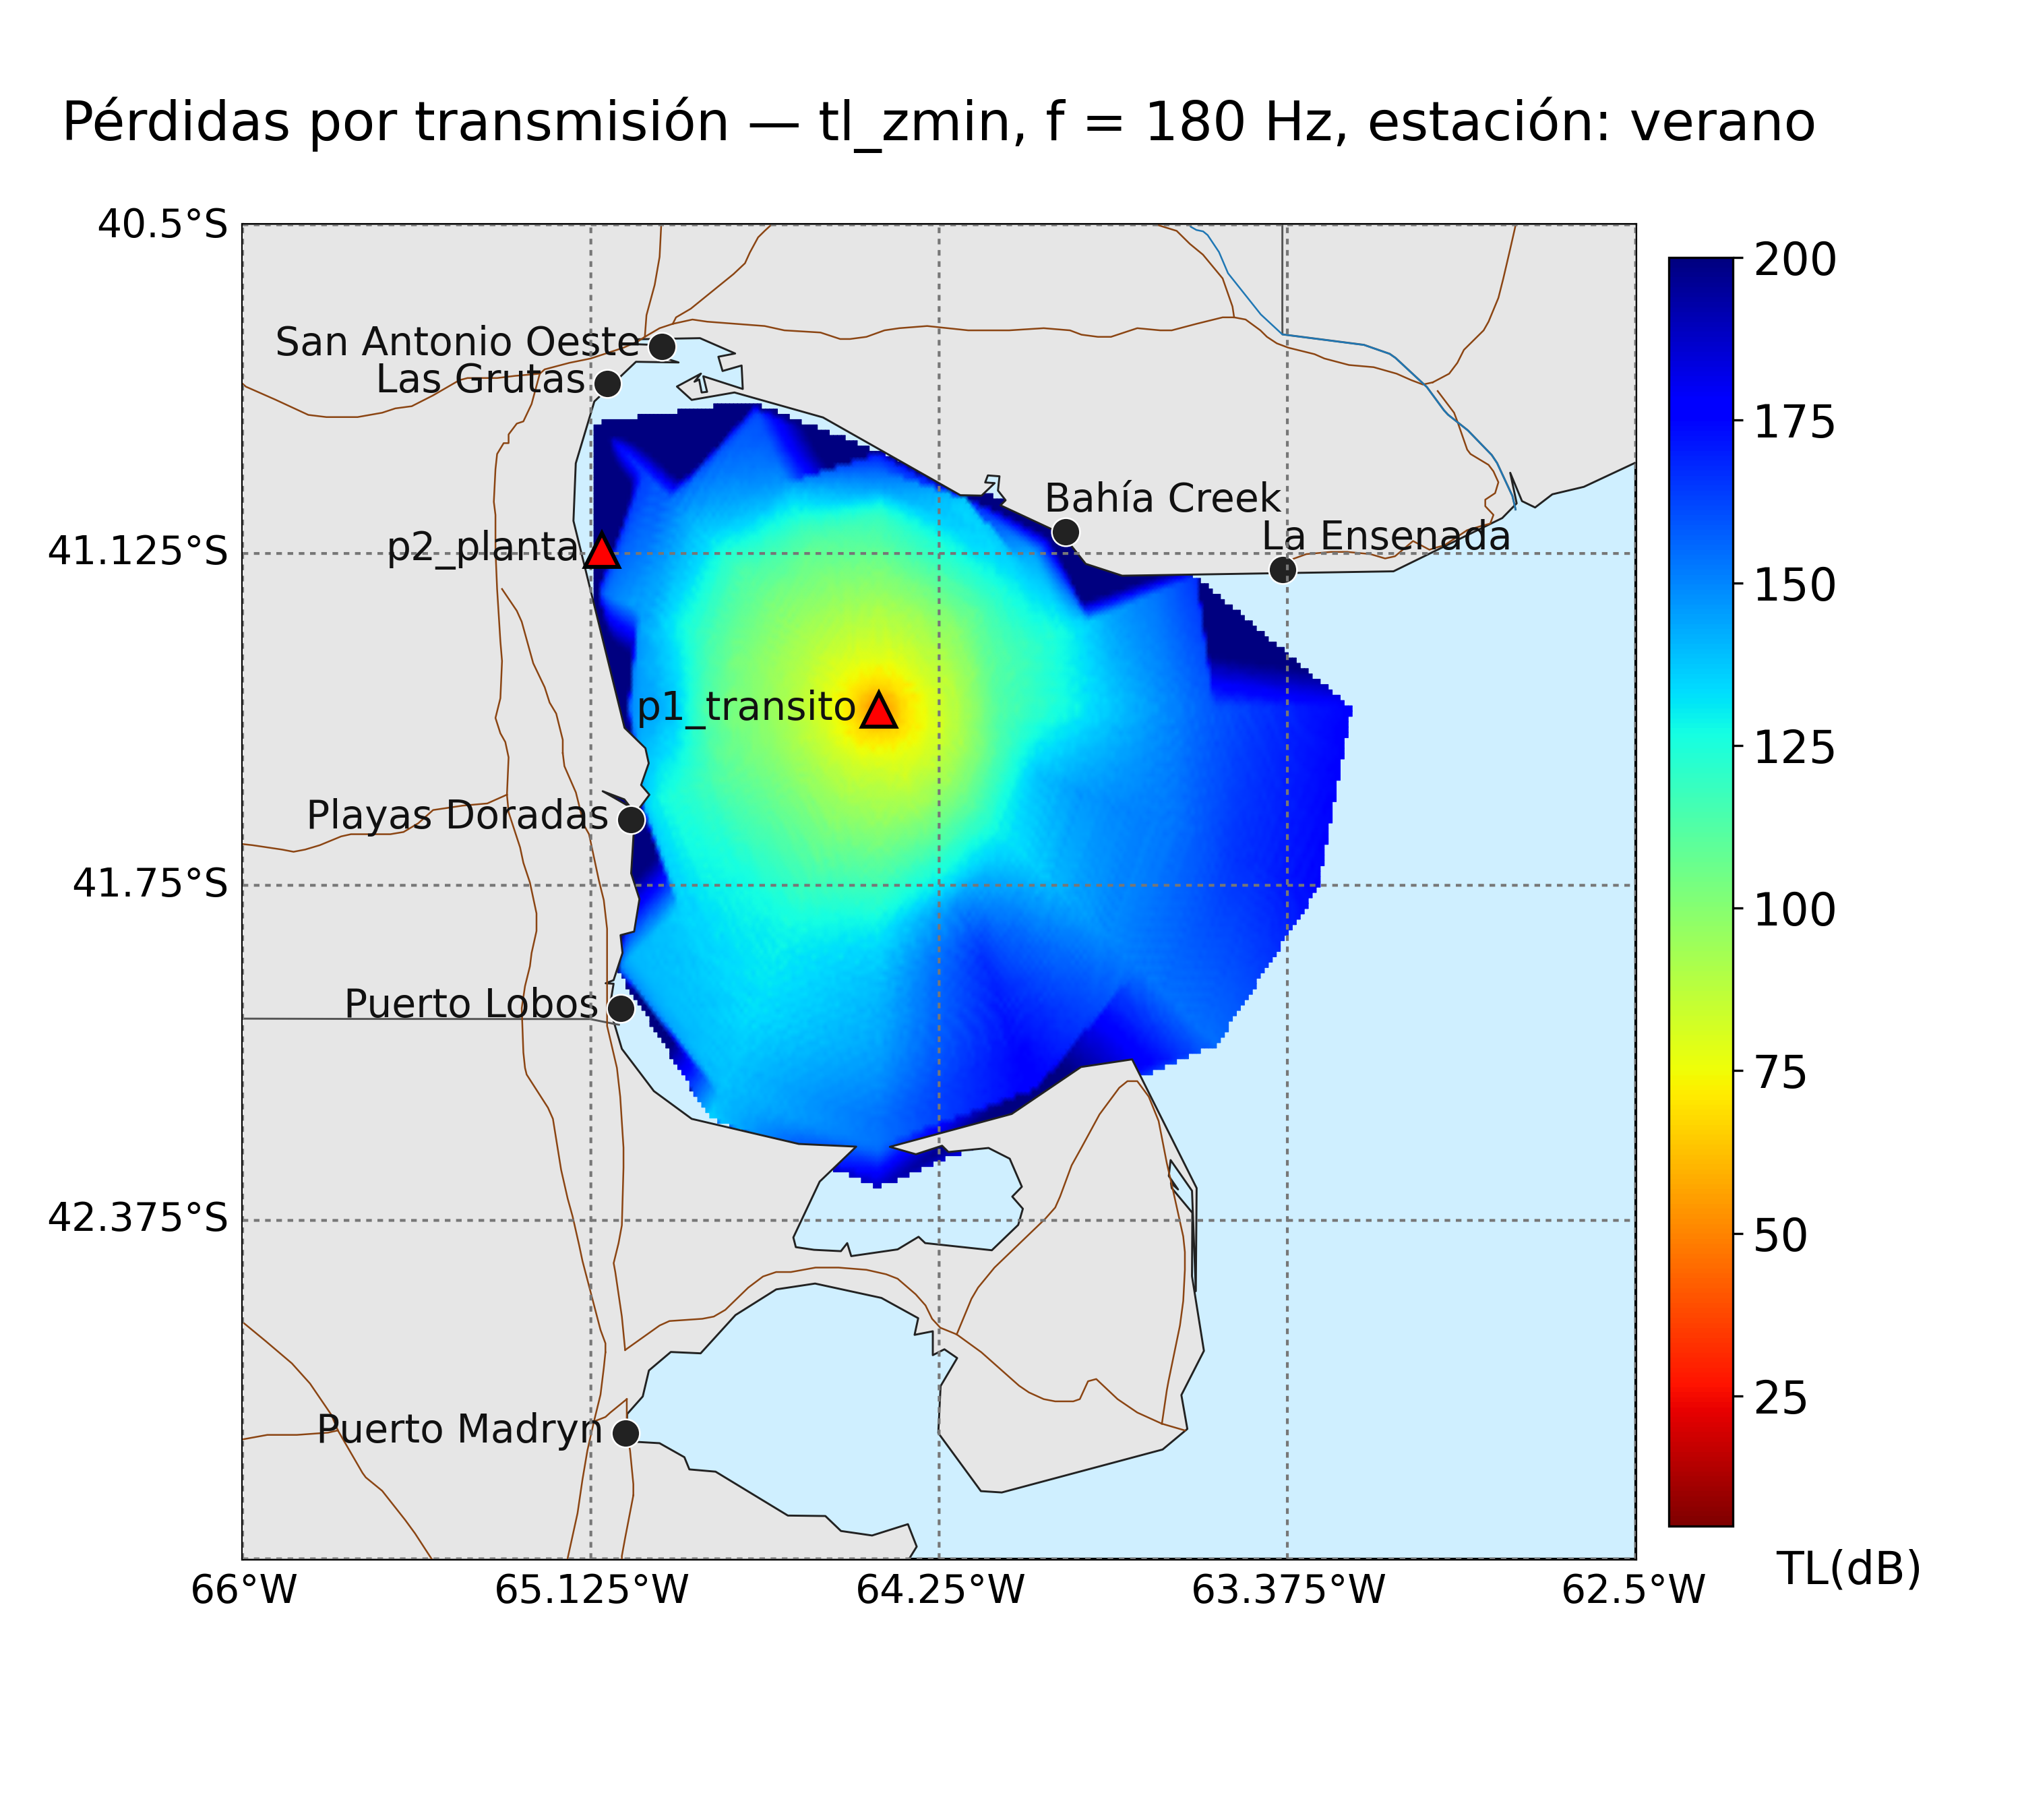 Pérdidas por transmisión — tl_zmin, f = 180 Hz, estación: verano
40.5°S
200
San Antonio Oeste
Las Grutas
175
Bahía Creek
La Ensenada
p2_planta
41.125°S
150
p1_transito
125
Playas Doradas
41.75°S
100
Puerto Lobos
75
42.375°S
50
25
Puerto Madryn
TL(dB)
66°W
65.125°W
64.25°W
63.375°W
62.5°W